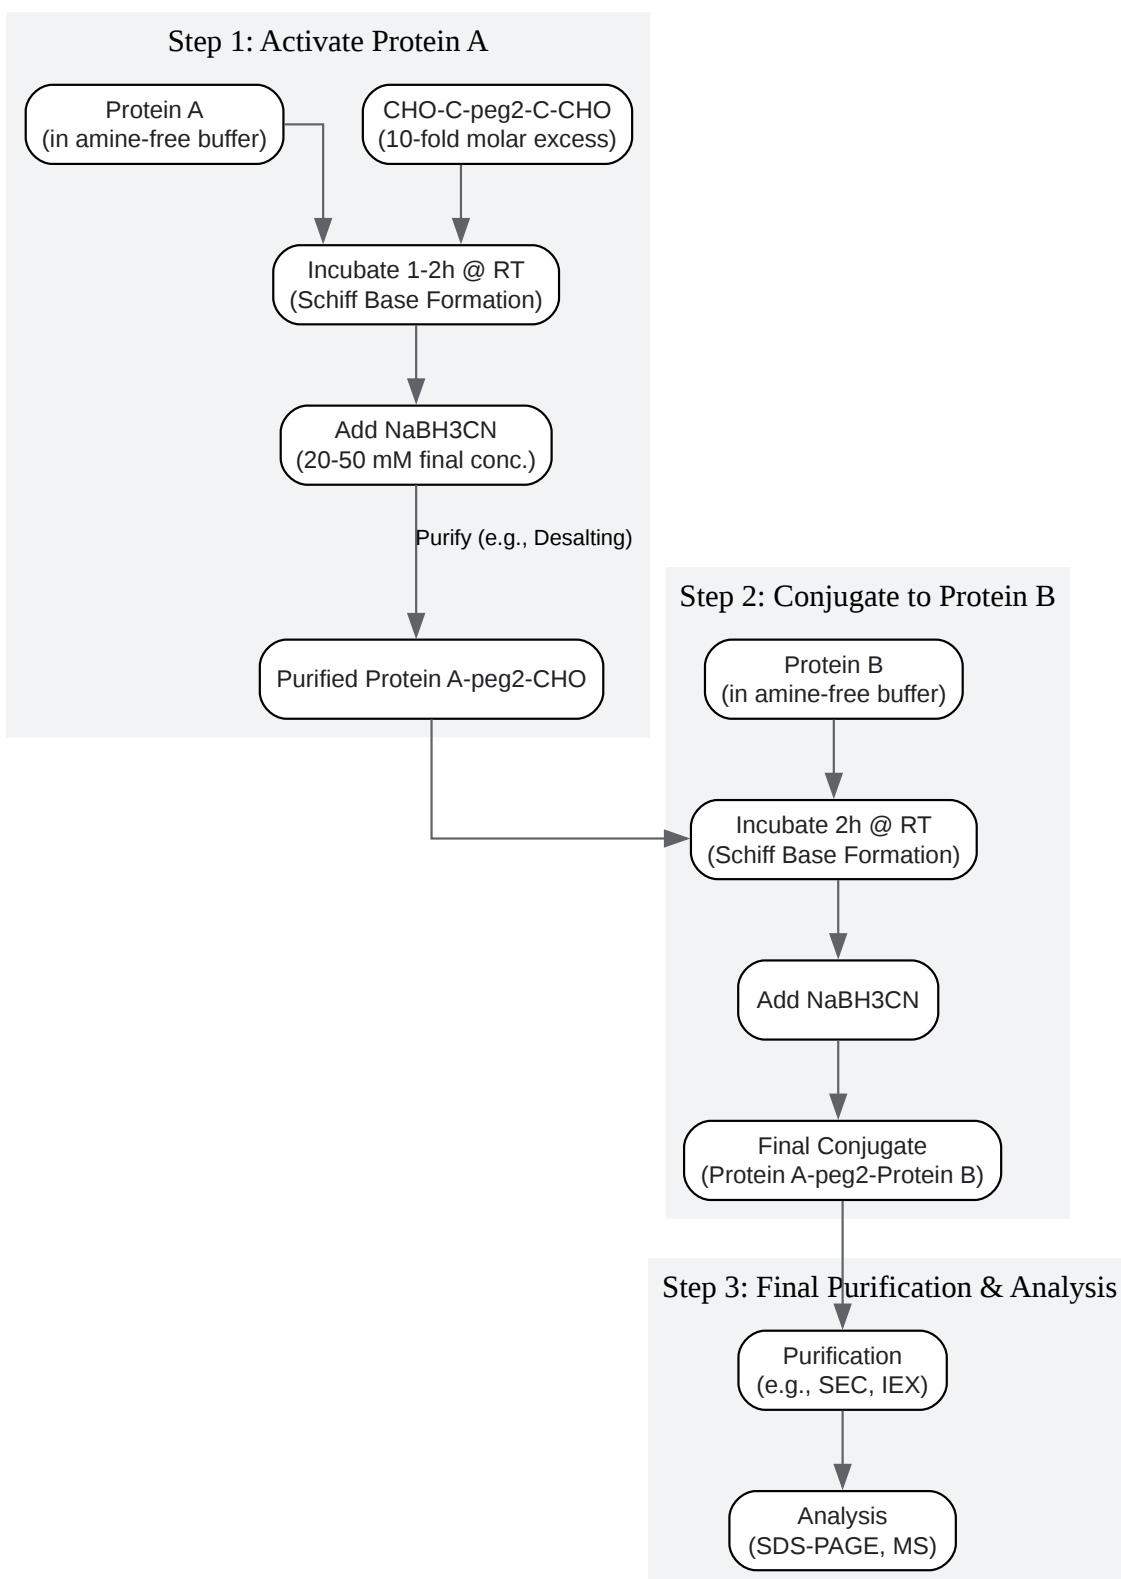 Step 1: Activate Protein A
Protein A
(in amine-free buffer)
CHO-C-peg2-C-CHO
(10-fold molar excess)
Incubate 1-2h @ RT
(Schiff Base Formation)
Add NaBH3CN
(20-50 mM final conc.)
Purify (e.g., Desalting)
Purified Protein A-peg2-CHO
Step 2: Conjugate to Protein B
Protein B
(in amine-free buffer)
Incubate 2h @ RT
(Schiff Base Formation)
Add NaBH3CN
Final Conjugate
(Protein A-peg2-Protein B)
Step 3: Final Purification & Analysis
Purification
(e.g., SEC, IEX)
Analysis
(SDS-PAGE, MS)